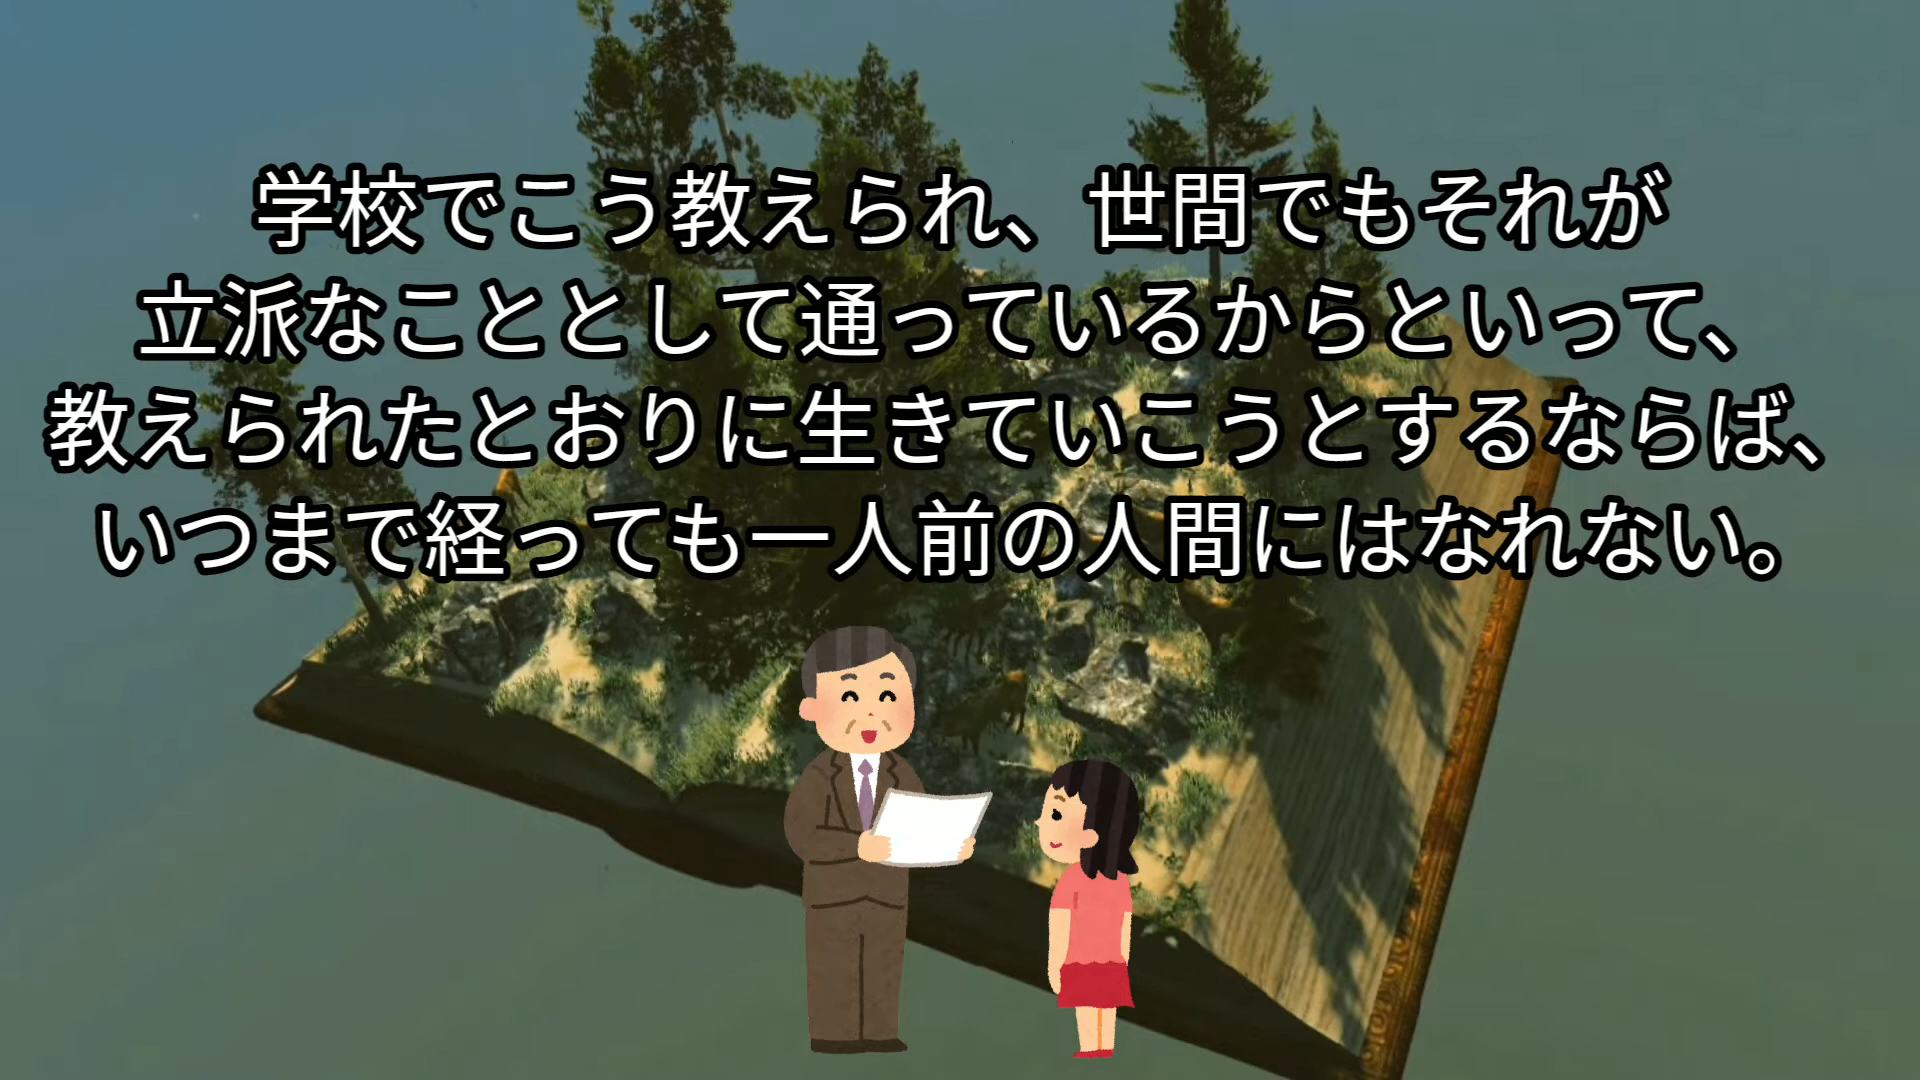 学校でこう教えられ、世間でもそれが
立派なこととして通っているからといって、
教えられたとおりに生きていこうとするならば、
いつまで経っても一人前の人間にはなれない。